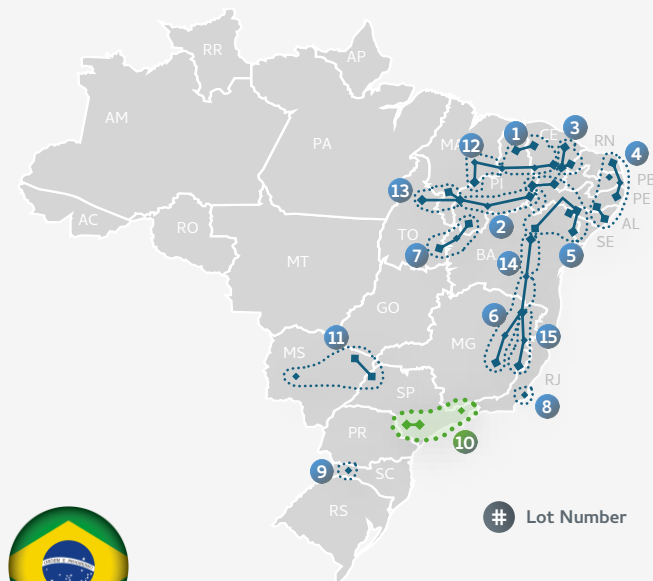 RR
AP
AM
PA
MA
12
1
CE
3
RN
4
PB
PE
AL
SE
13
PI
2
TO
7
BA
14
5
AC
RO
MT
GO
6
MG
15
11
MS
SP
RJ
8
10
PR
9
SC
RS
# Lot Number